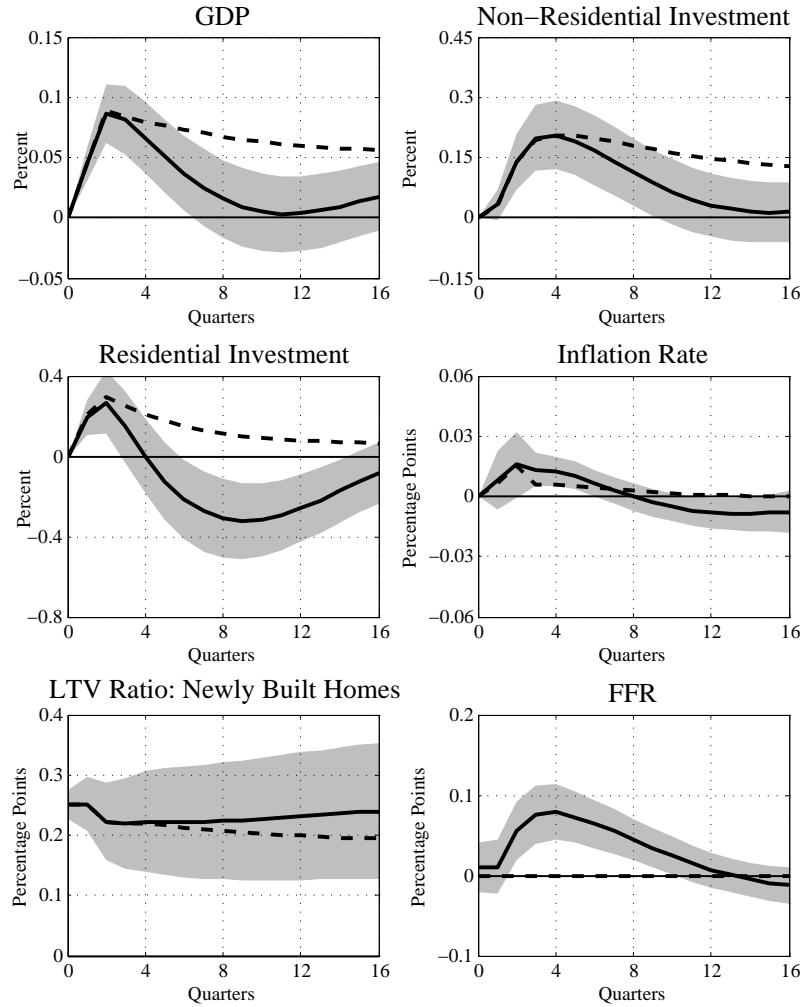 GDP
Percent
0.15
0.1
0.05
0
−0.05
0 4 8 12 16
Quarters
Non−Residential Investment
Percent
0.45
0.3
0.15
0
−0.15
0 4 8 12 16
Quarters
Residential Investment
Percent
0.4
0
−0.4
−0.8
0 4 8 12 16
Quarters
Inflation Rate
Percentage Points
0.06
0.03
0
−0.03
−0.06
0 4 8 12 16
Quarters
LTV Ratio: Newly Built Homes
Percentage Points
0.4
0.3
0.2
0.1
0
0 4 8 12 16
Quarters
FFR
Percentage Points
0.2
0.1
0
−0.1
0 4 8 12 16
Quarters